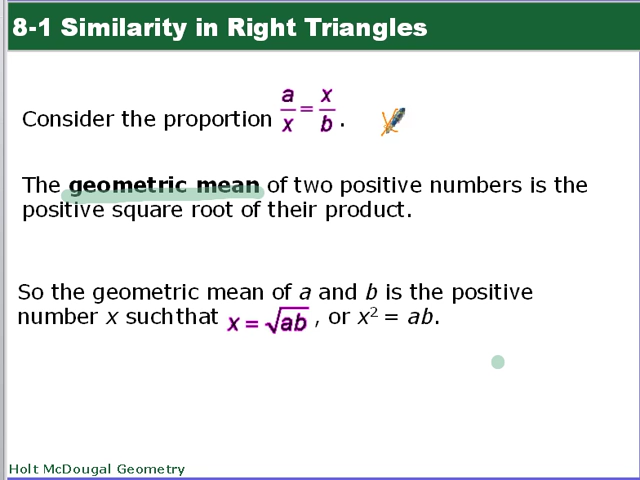 8-1 Similarity in Right Triangles
Consider the proportion a/x = x/b .
The geometric mean of two positive numbers is the
positive square root of their product.
So the geometric mean of a and b is the positive
number x such that x = √ab , or x² = ab.
Holt McDougal Geometry